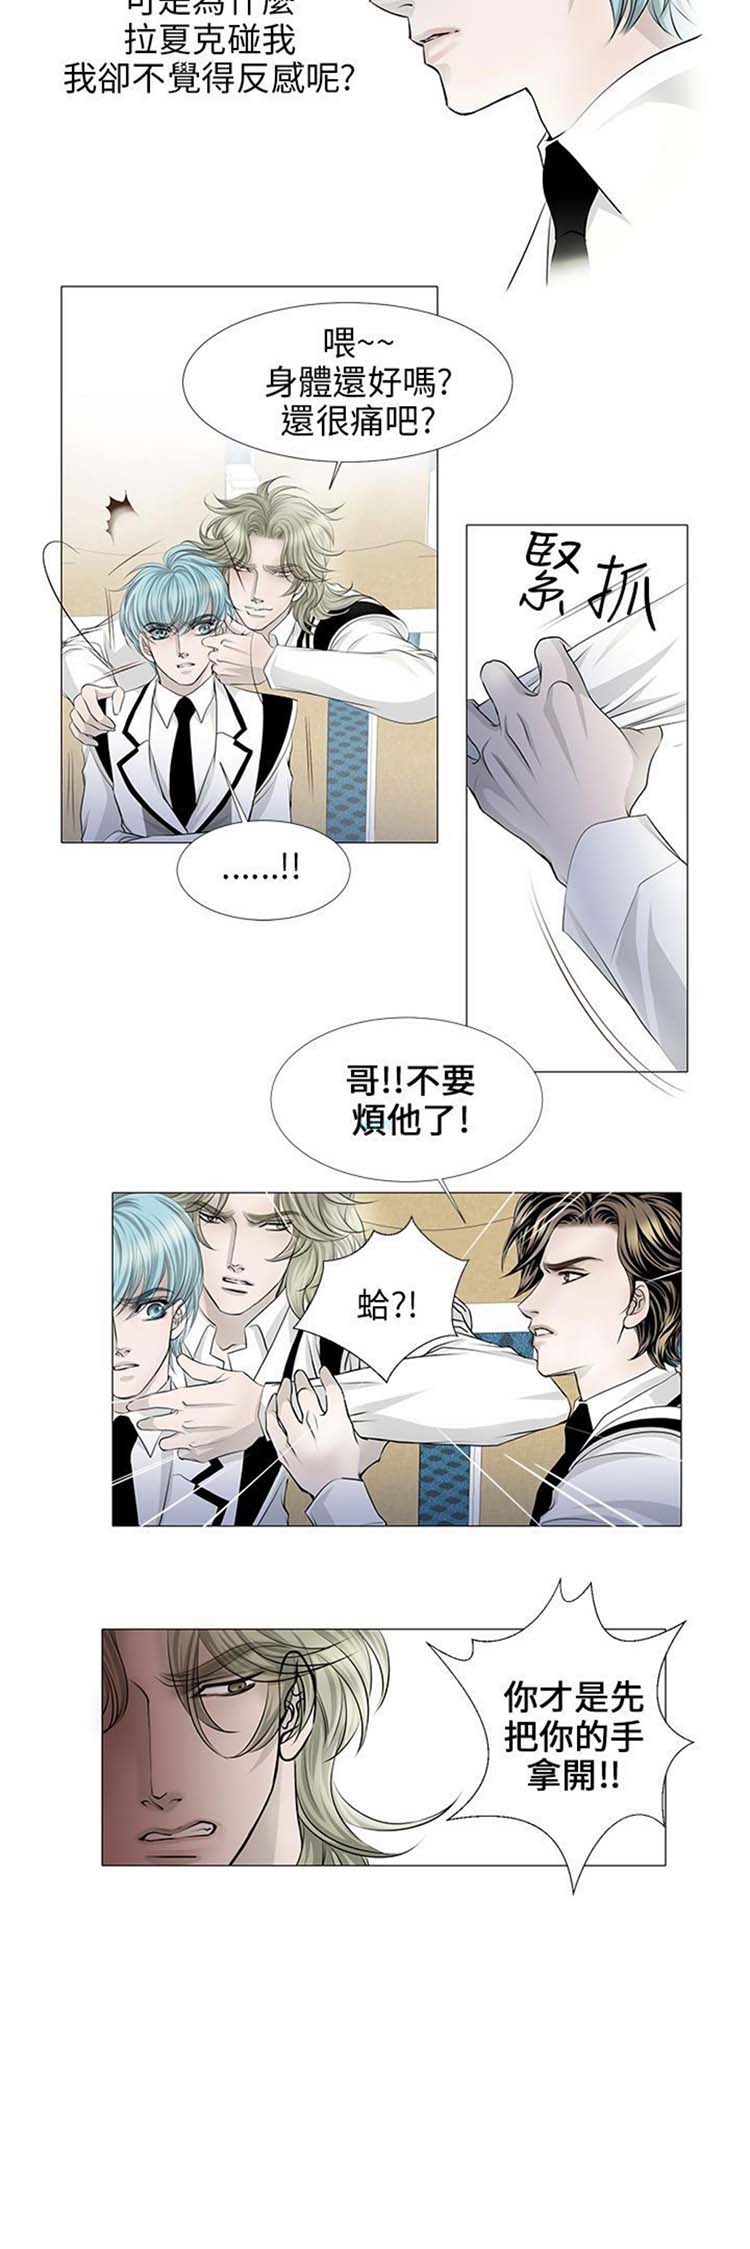 可是為什麼
拉夏克碰我
我卻不覺得反感呢?
喂~~
身體還好嗎?
還很痛吧?
緊抓
……!!
哥!!不要
煩他了!
蛤?!
你才是先
把你的手
拿開!!